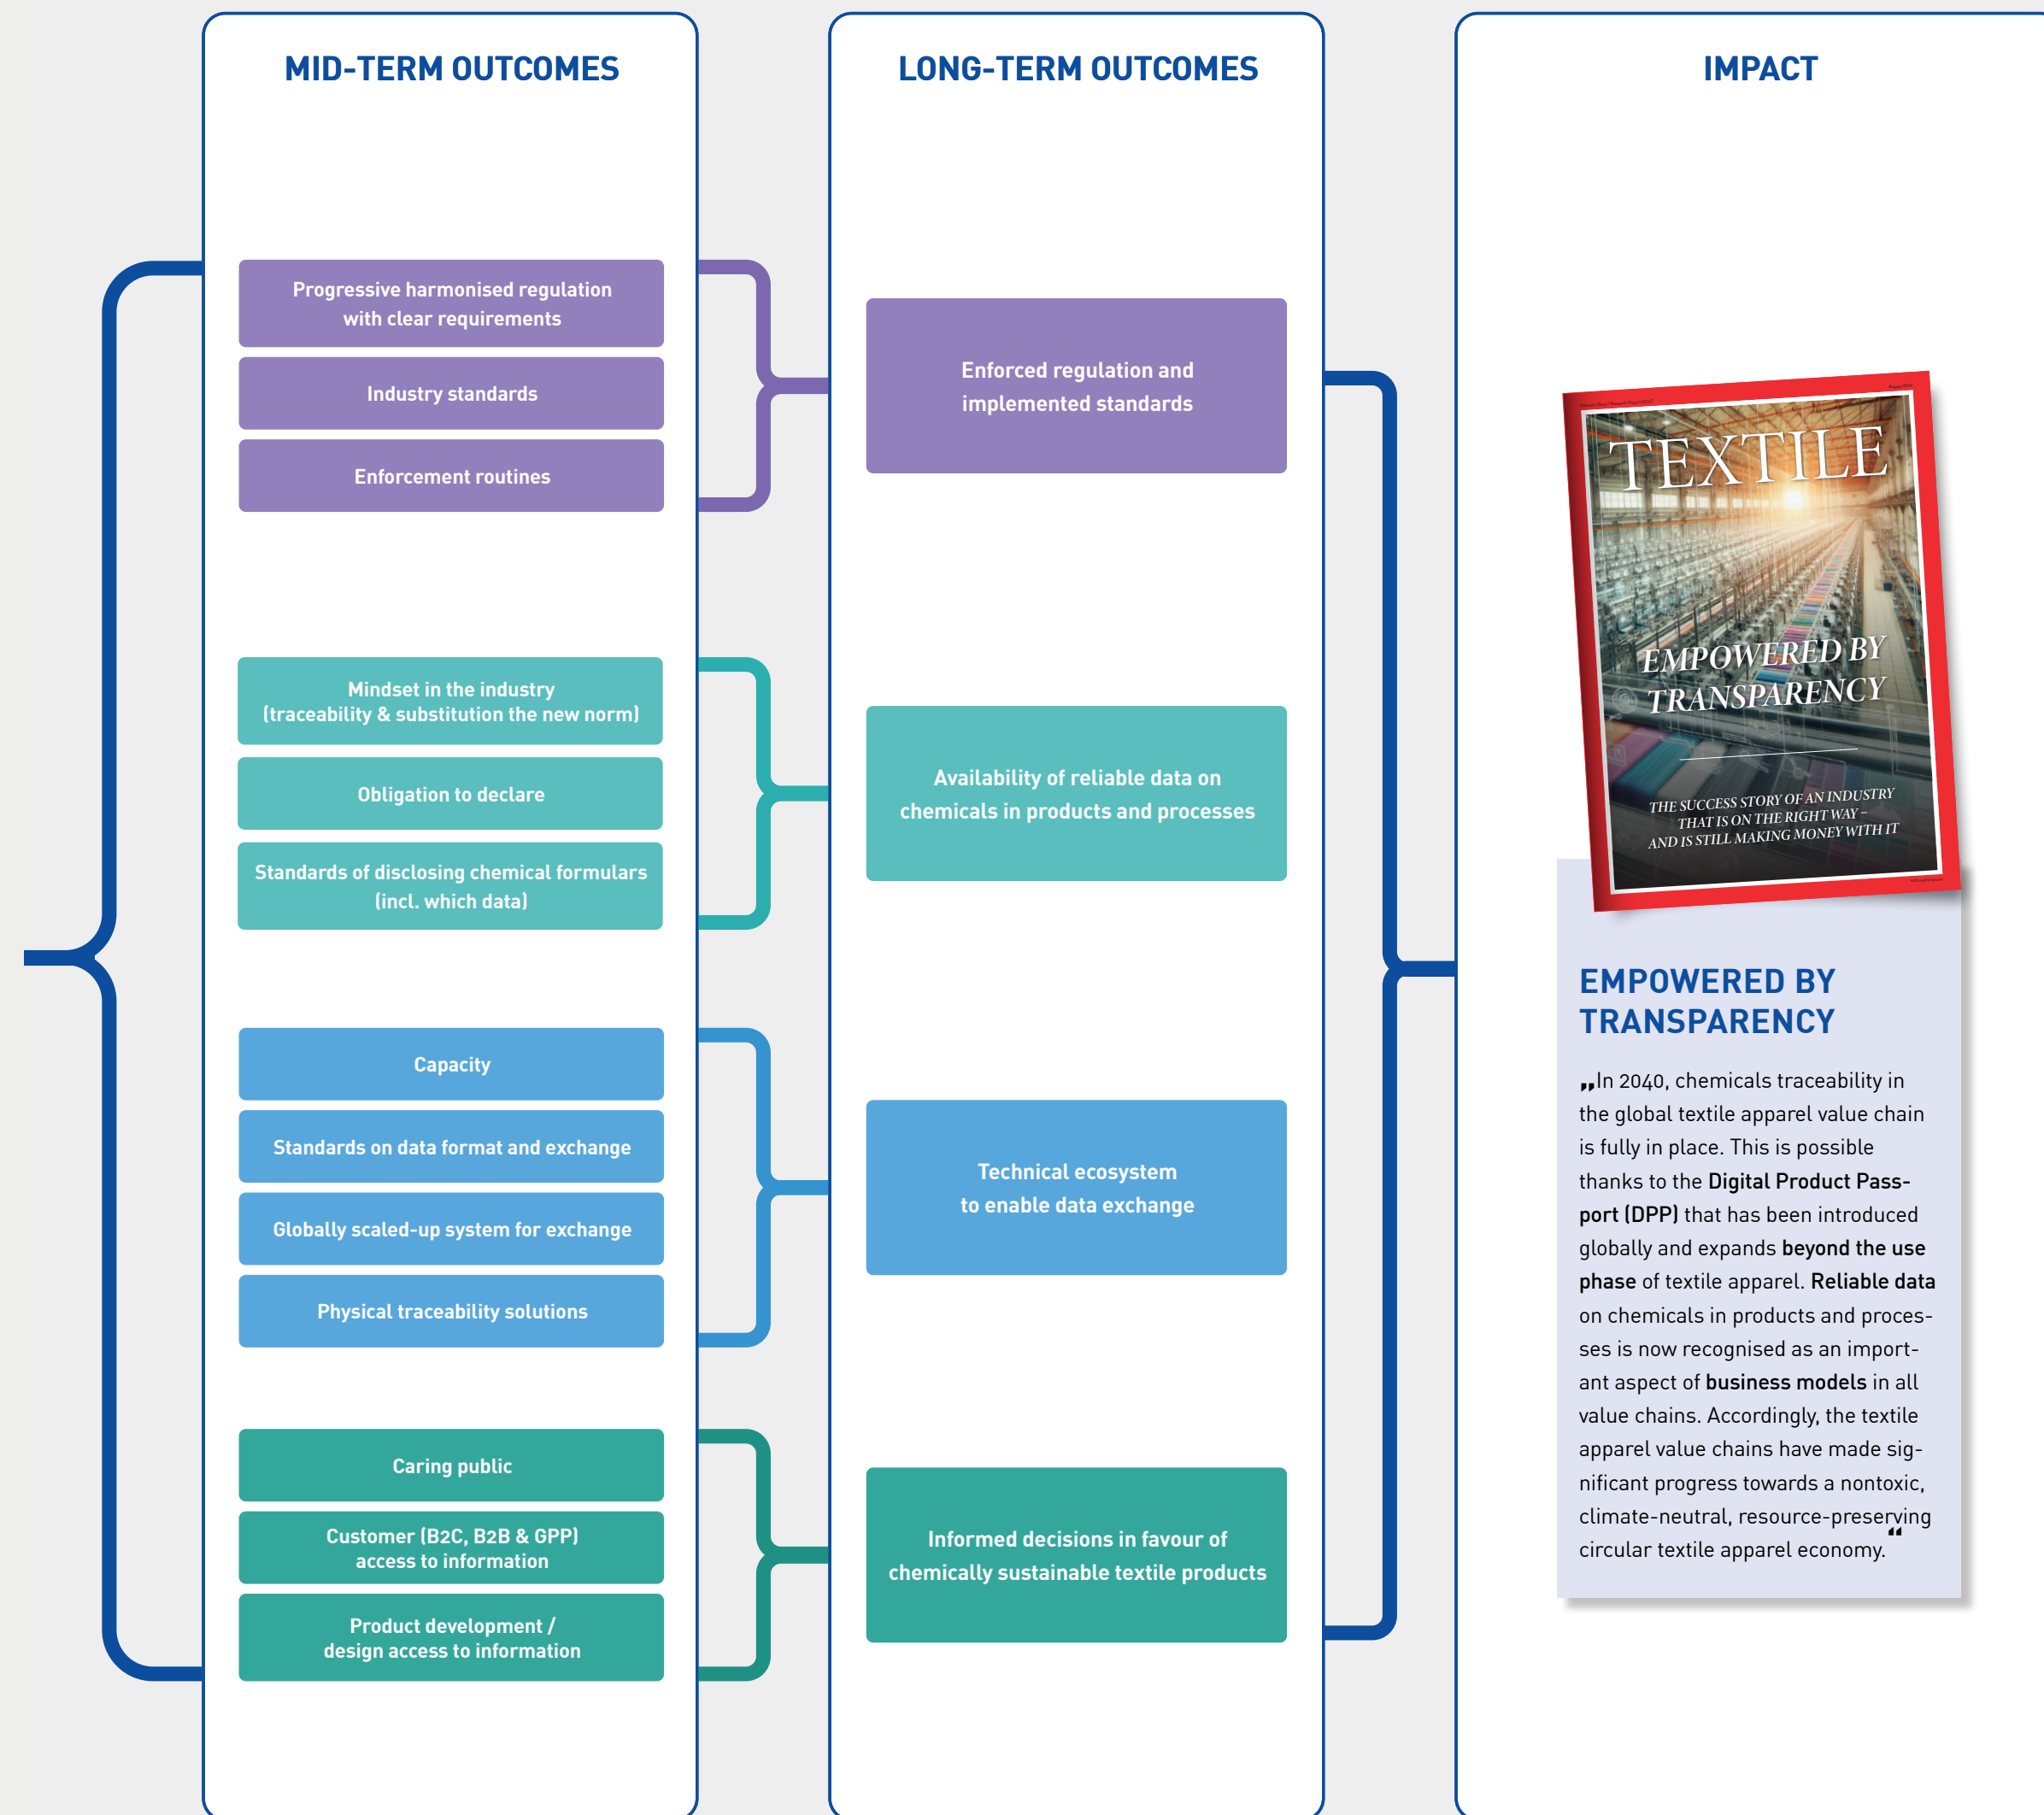 MID-TERM OUTCOMES
Progressive harmonised regulation
with clear requirements
Industry standards
Enforcement routines
Mindset in the industry
(traceability & substitution the new norm)
Obligation to declare
Standards of disclosing chemical formulars
(incl. which data)
Capacity
Standards on data format and exchange
Globally scaled-up system for exchange
Physical traceability solutions
Caring public
Customer (B2C, B2B & GPP)
access to information
Product development /
design access to information
LONG-TERM OUTCOMES
Enforced regulation and
implemented standards
Availability of reliable data on
chemicals in products and processes
Technical ecosystem
to enable data exchange
Informed decisions in favour of
chemically sustainable textile products
IMPACT
TEXTILE
EMPOWERED BY
TRANSPARENCY
THE SUCCESS STORY OF AN INDUSTRY
THAT IS ON THE RIGHT WAY –
AND IS STILL MAKING MONEY WITH IT
EMPOWERED BY
TRANSPARENCY
„In 2040, chemicals traceability in
the global textile apparel value chain
is fully in place. This is possible
thanks to the Digital Product Pass-
port (DPP) that has been introduced
globally and expands beyond the use
phase of textile apparel. Reliable data
on chemicals in products and proces-
ses is now recognised as an import-
ant aspect of business models in all
value chains. Accordingly, the textile
apparel value chains have made sig-
nificant progress towards a nontoxic,
climate-neutral, resource-preserving
circular textile apparel economy.“